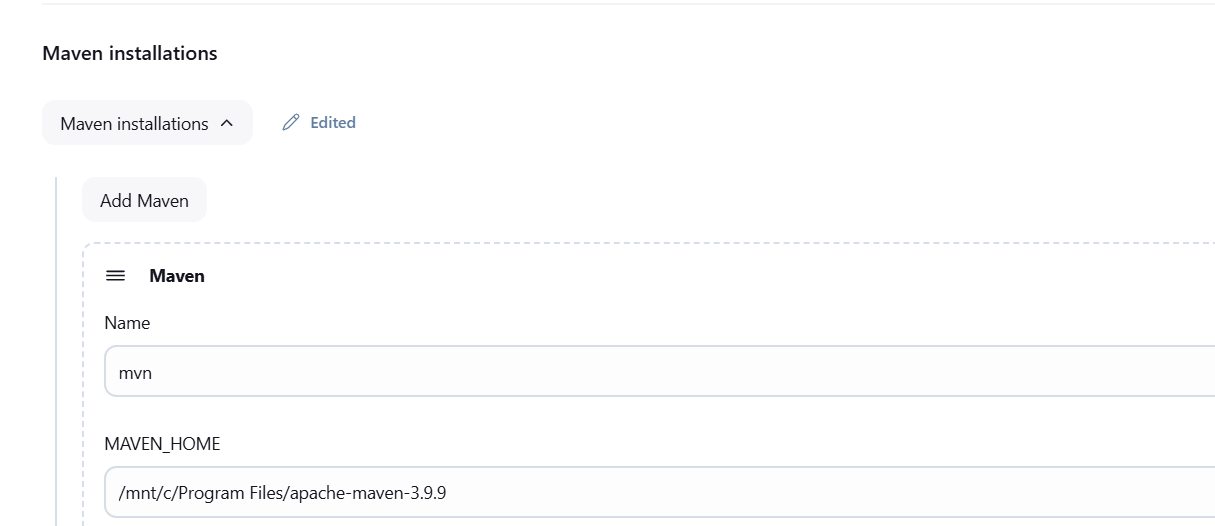 Maven installations
Maven installations
Edited
Add Maven
Maven
Name
mvn
MAVEN_HOME
/mnt/c/Program Files/apache-maven-3.9.9